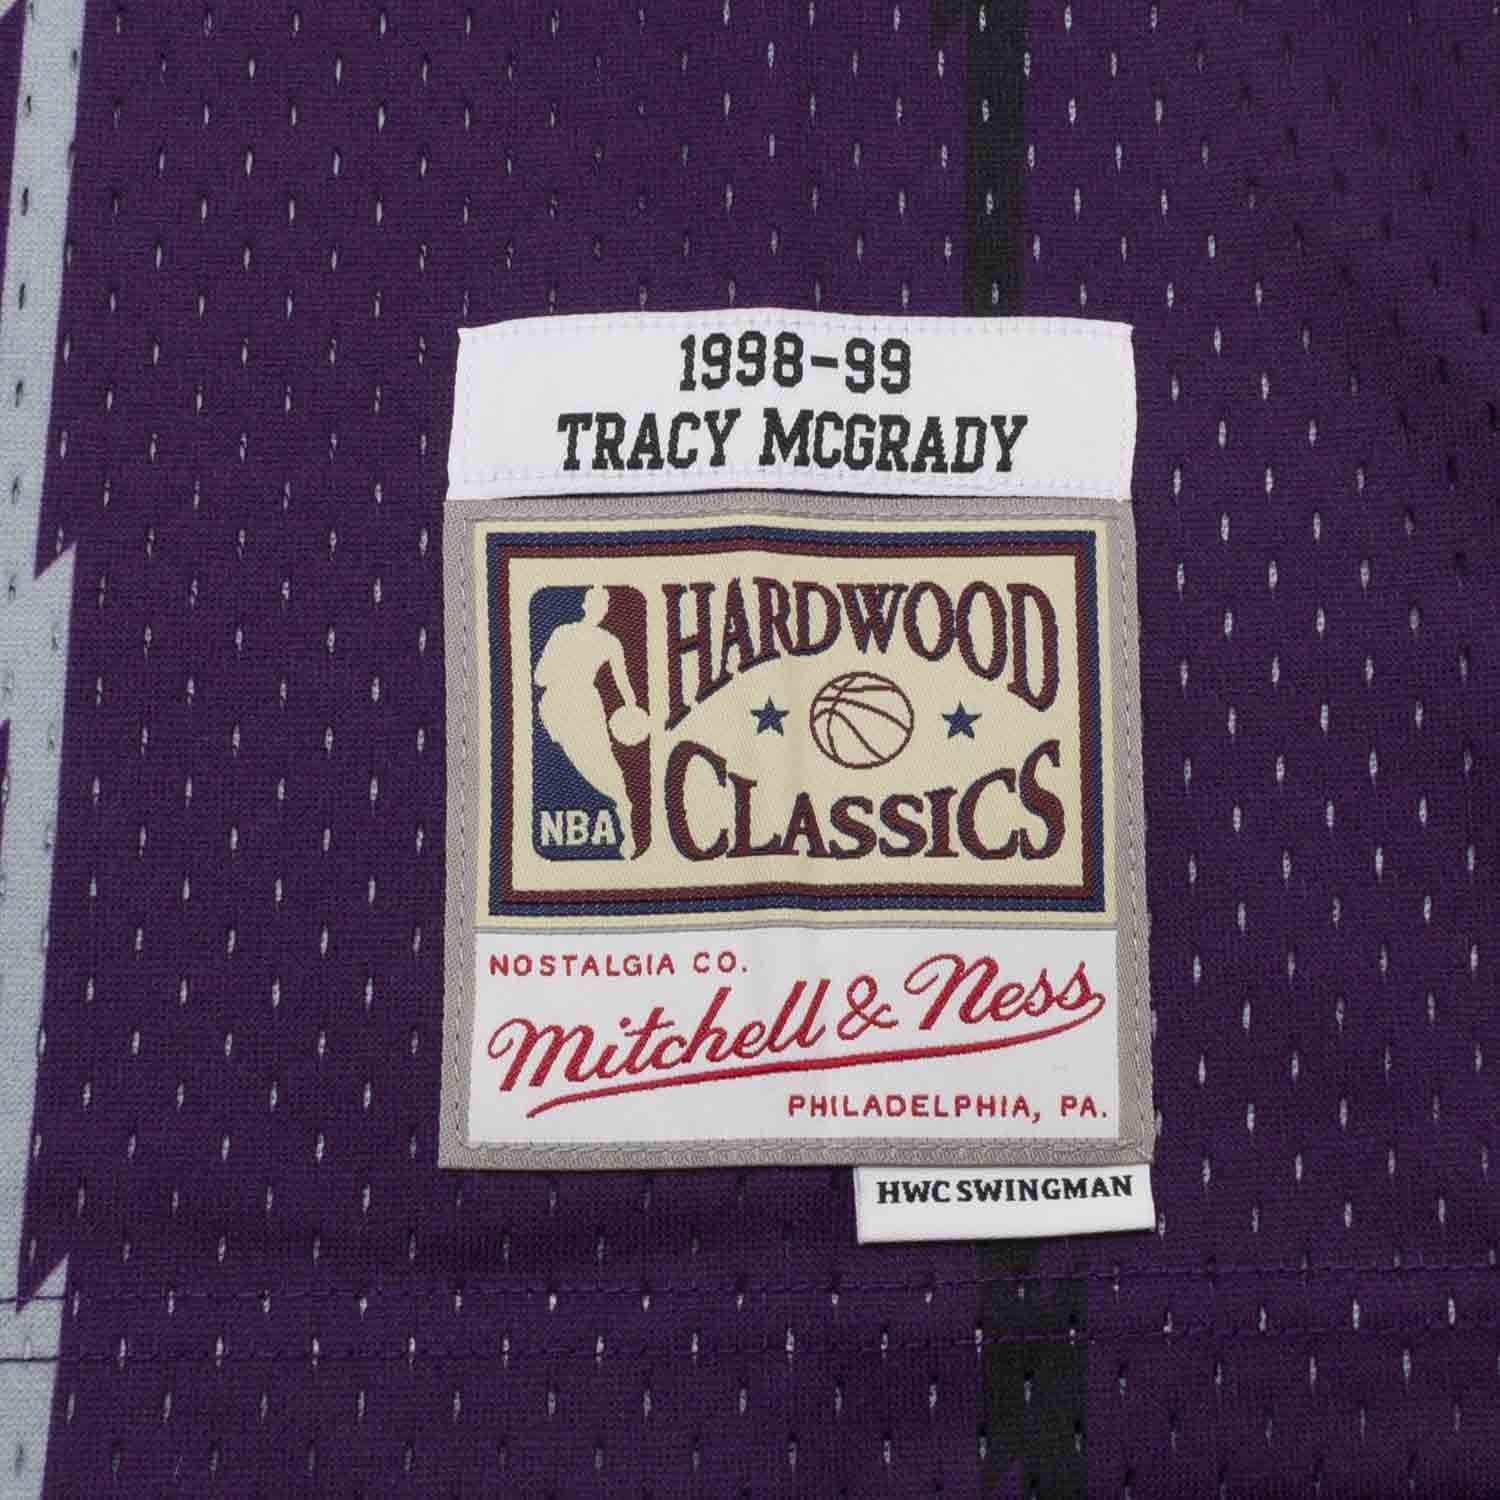 1998-99
TRACY MCGRADY
HARDWOOD
CLASSICS
NBA
NOSTALGIA CO.
Mitchell & Ness
PHILADELPHIA, PA.
HWC SWINGMAN